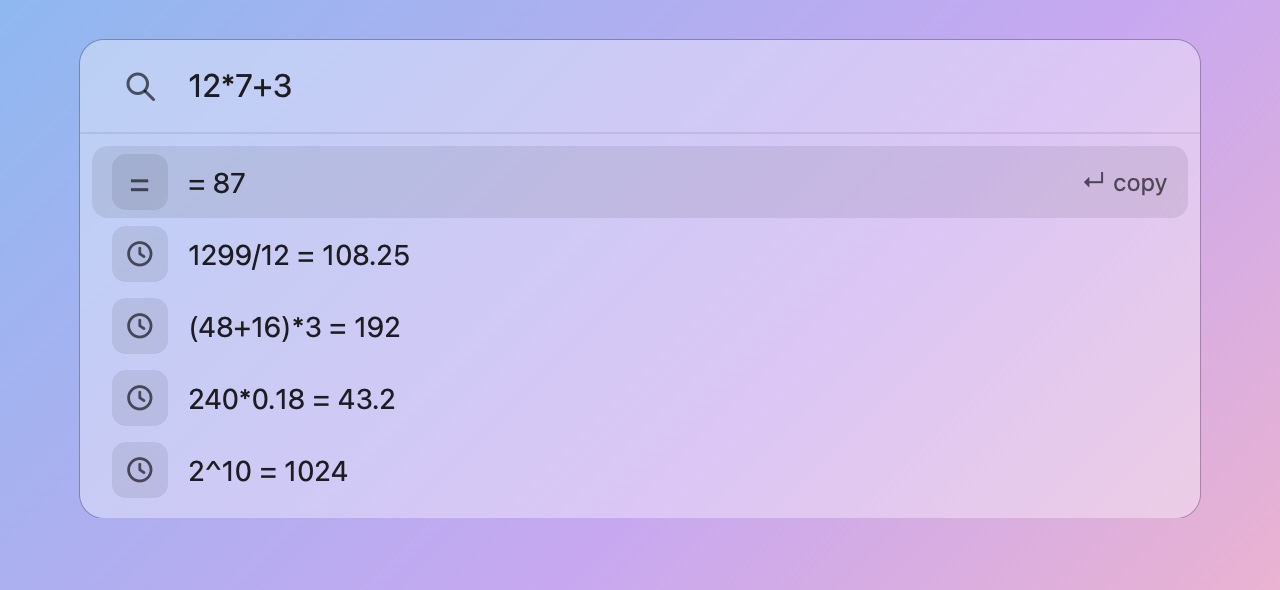 12*7+3
= = 87 ↵ copy
1299/12 = 108.25
(48+16)*3 = 192
240*0.18 = 43.2
2^10 = 1024